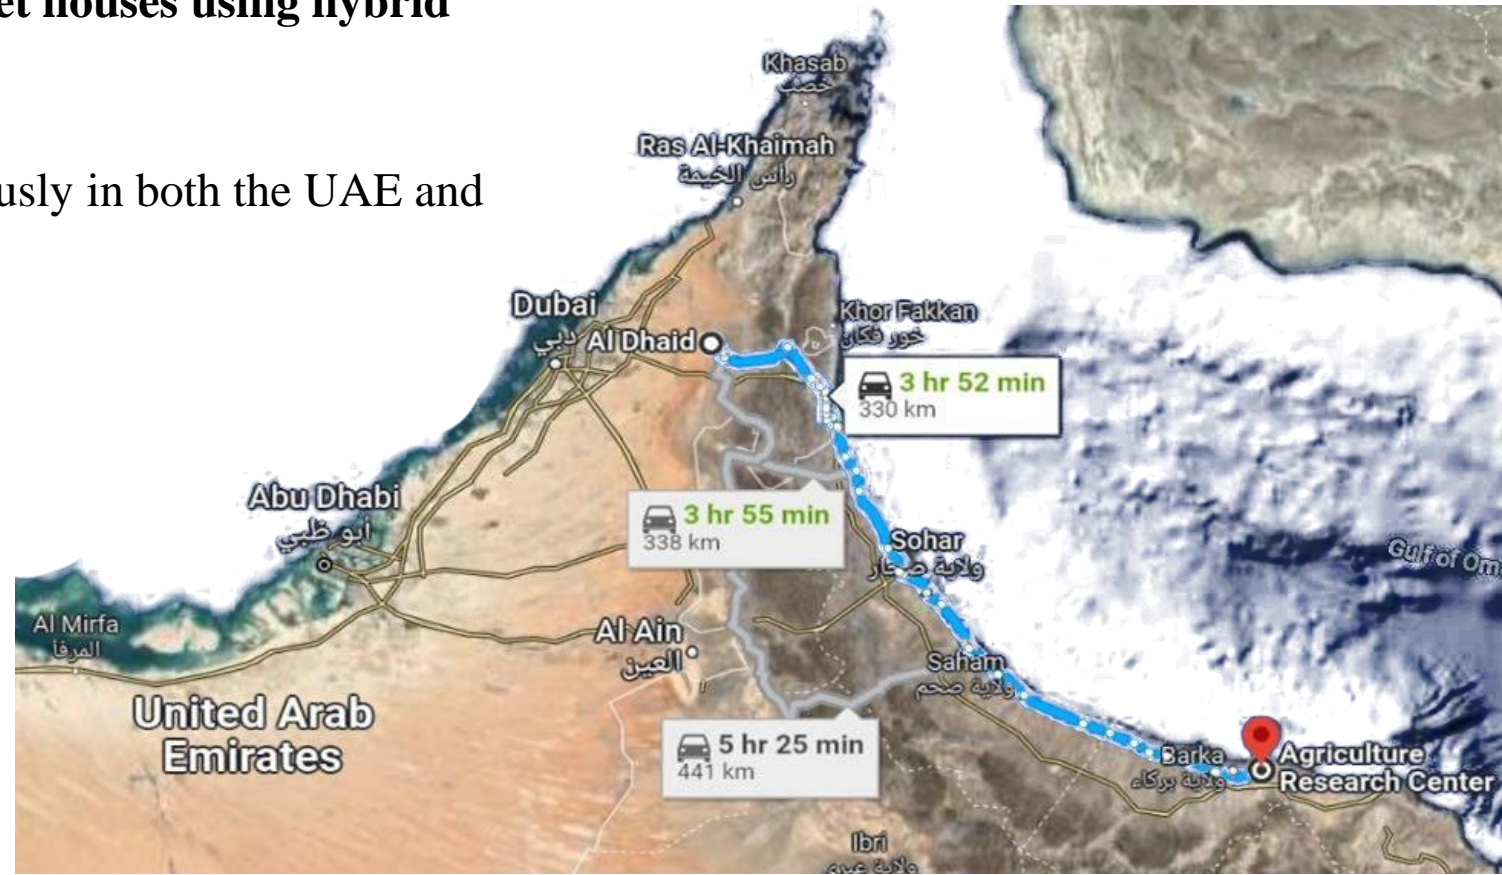 et houses using hybrid
usly in both the UAE and
Khasab
خصب
Ras Al-Khaimah
رأس الخيمة
Dubai
دبي
Al Dhaid
Khor Fakkan
خور فكان
3 hr 52 min
330 km
Abu Dhabi
أبو ظبي
3 hr 55 min
338 km
Sohar
ولاية صحار
Gulf of Om
Al Mirfa
المرفأ
Al Ain
العين
Saham
ولاية صحم
United Arab
Emirates
5 hr 25 min
441 km
Barka
ولاية بركاء
Agriculture
Research Center
Ibri
ولاية عبري